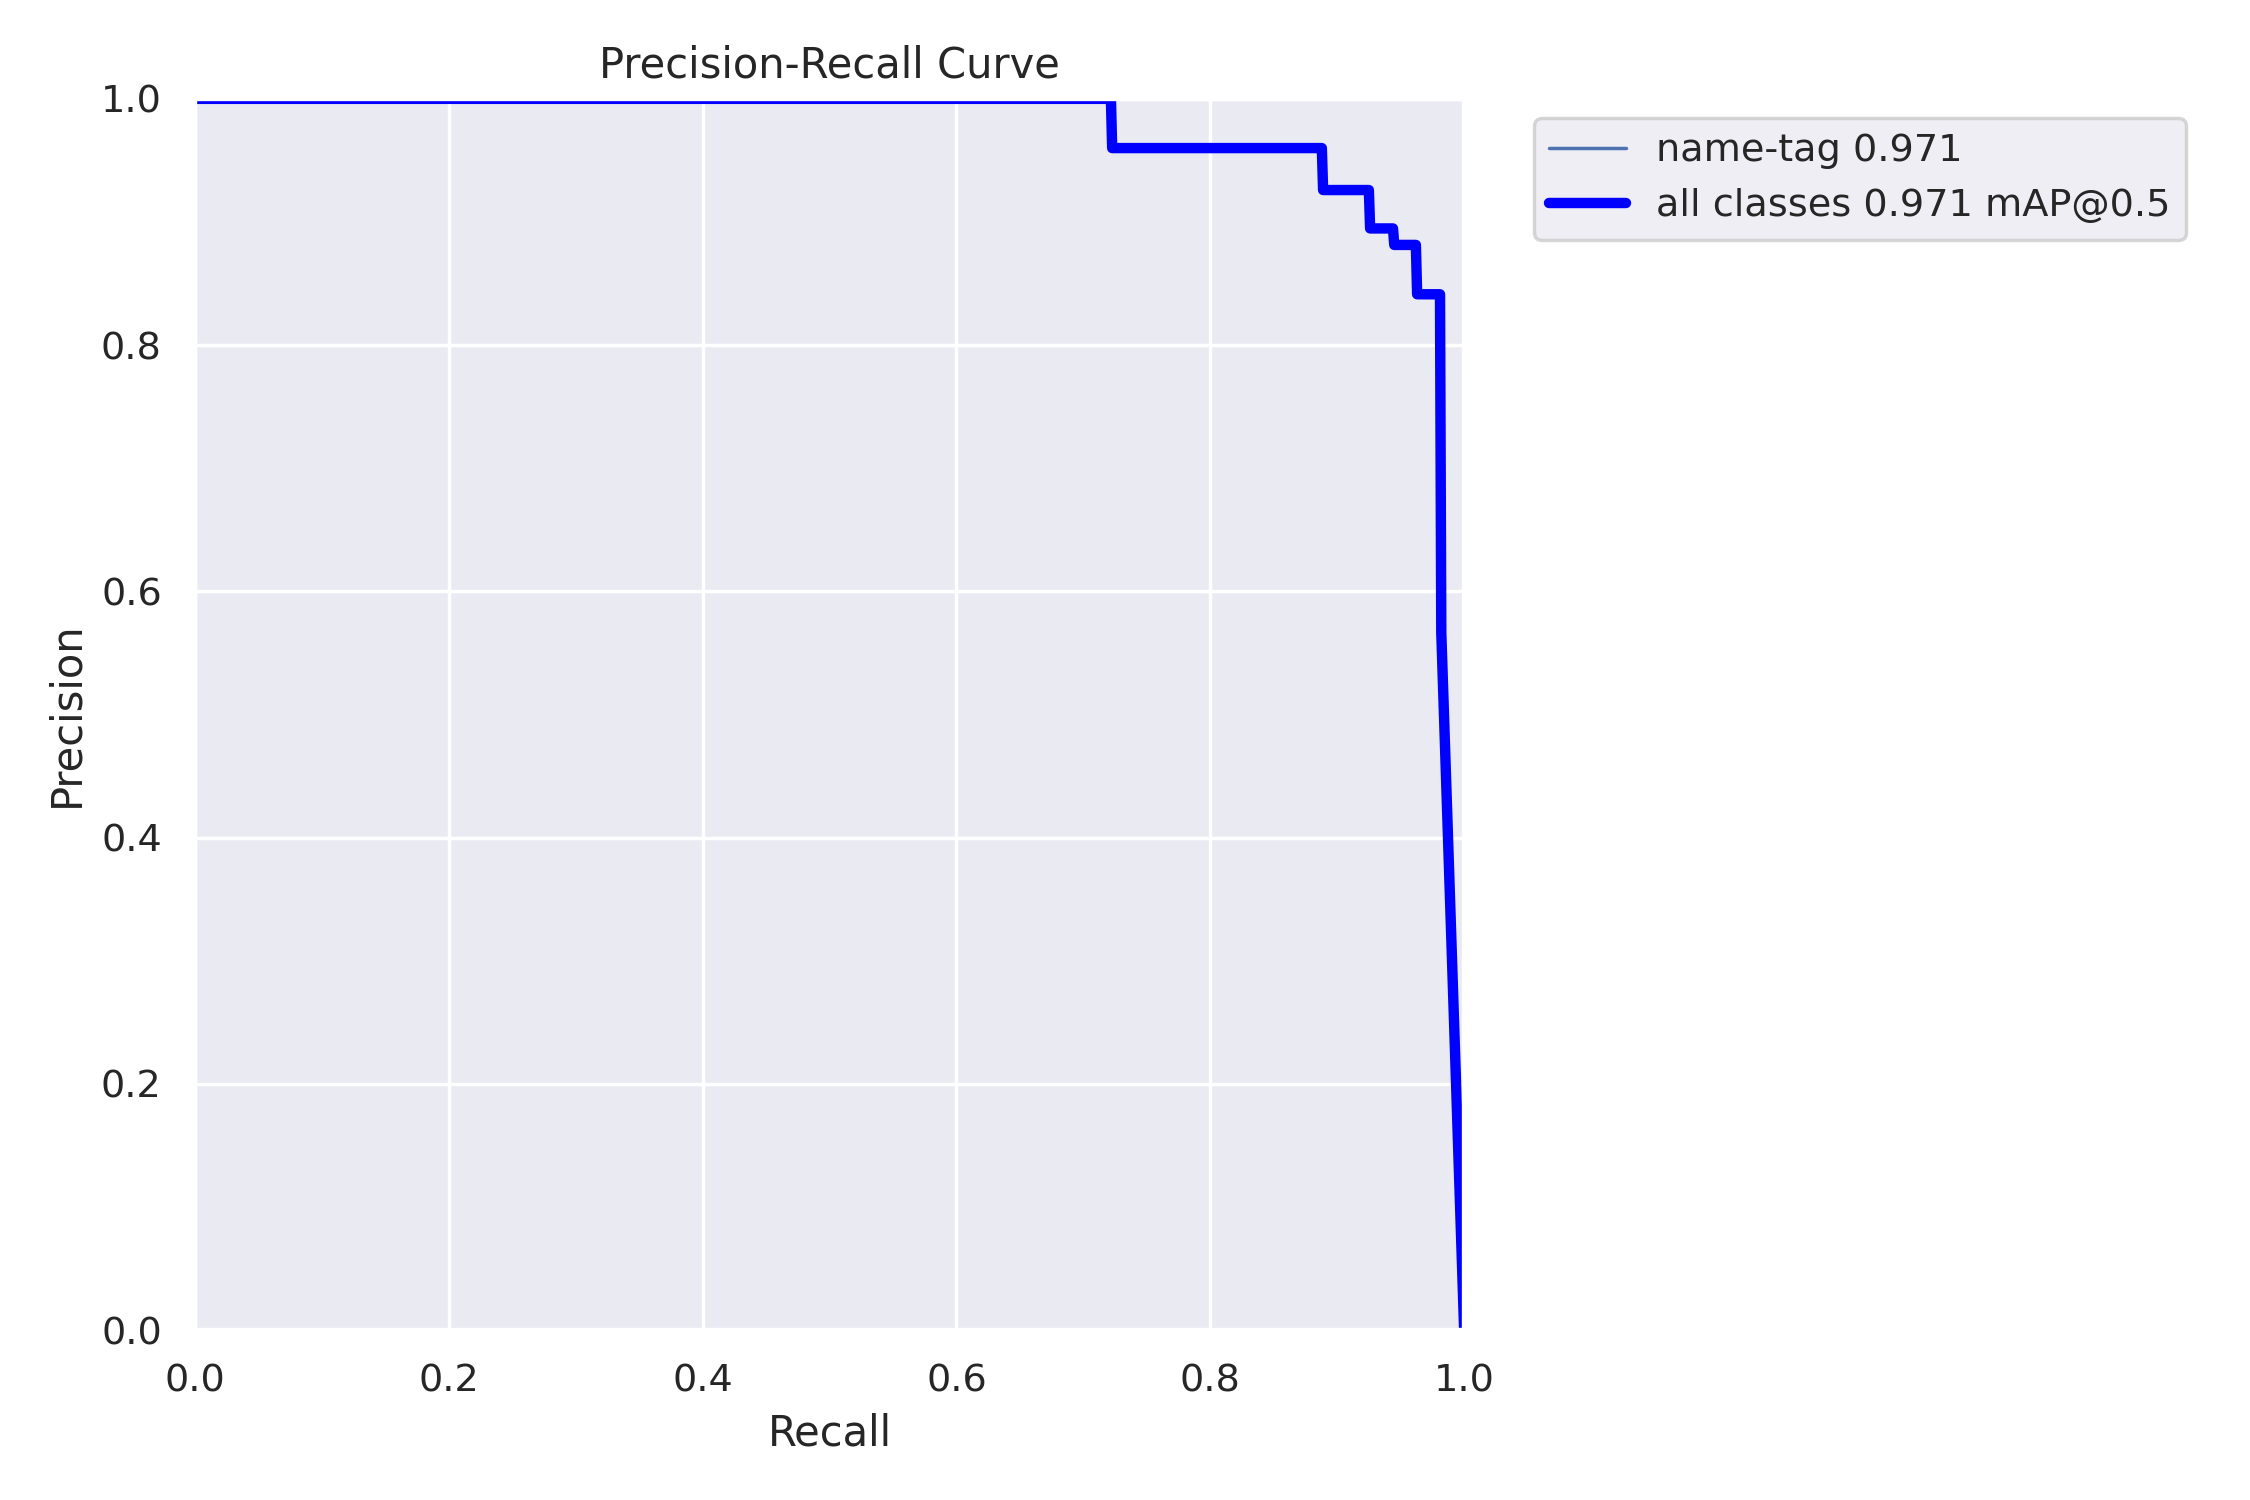 Precision-Recall Curve
1.0
0.8
0.6
0.4
0.2
0.0
Precision
0.0 0.2 0.4 0.6 0.8 1.0
Recall
name-tag 0.971
all classes 0.971 mAP@0.5